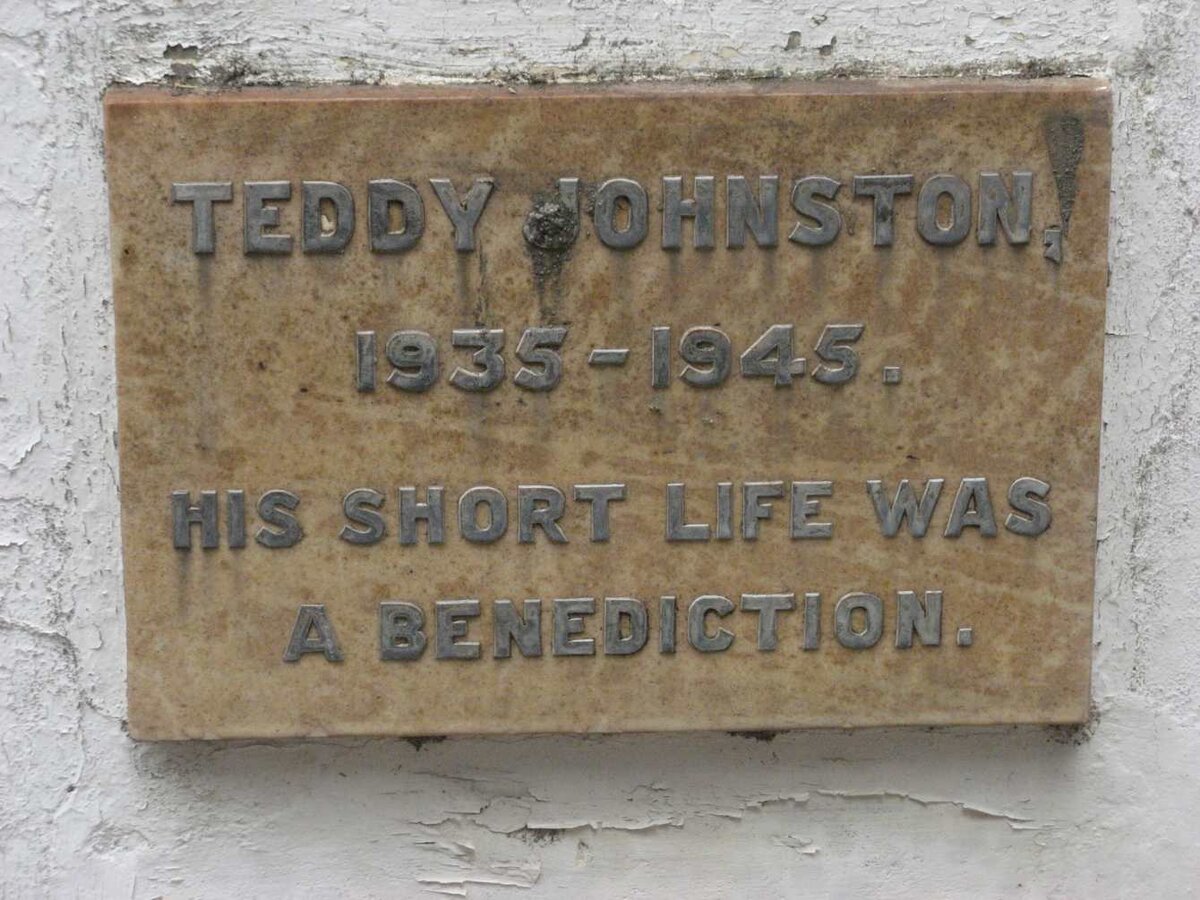 TEDDY JOHNSTON,
1935-1945.
HIS SHORT LIFE WAS
A BENEDICTION.